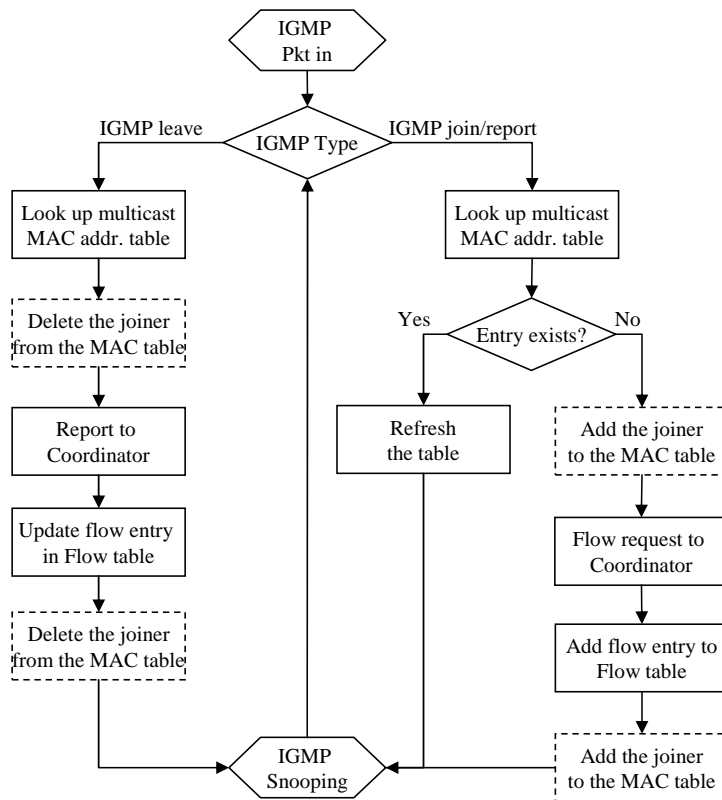 IGMP
Pkt in
IGMP leave
IGMP Type
IGMP join/report
Look up multicast
MAC addr. table
Look up multicast
MAC addr. table
Delete the joiner
from the MAC table
Yes
Entry exists?
No
Report to
Coordinator
Refresh
the table
Add the joiner
to the MAC table
Update flow entry
in Flow table
Flow request to
Coordinator
Delete the joiner
from the MAC table
Add flow entry to
Flow table
IGMP
Snooping
Add the joiner
to the MAC table